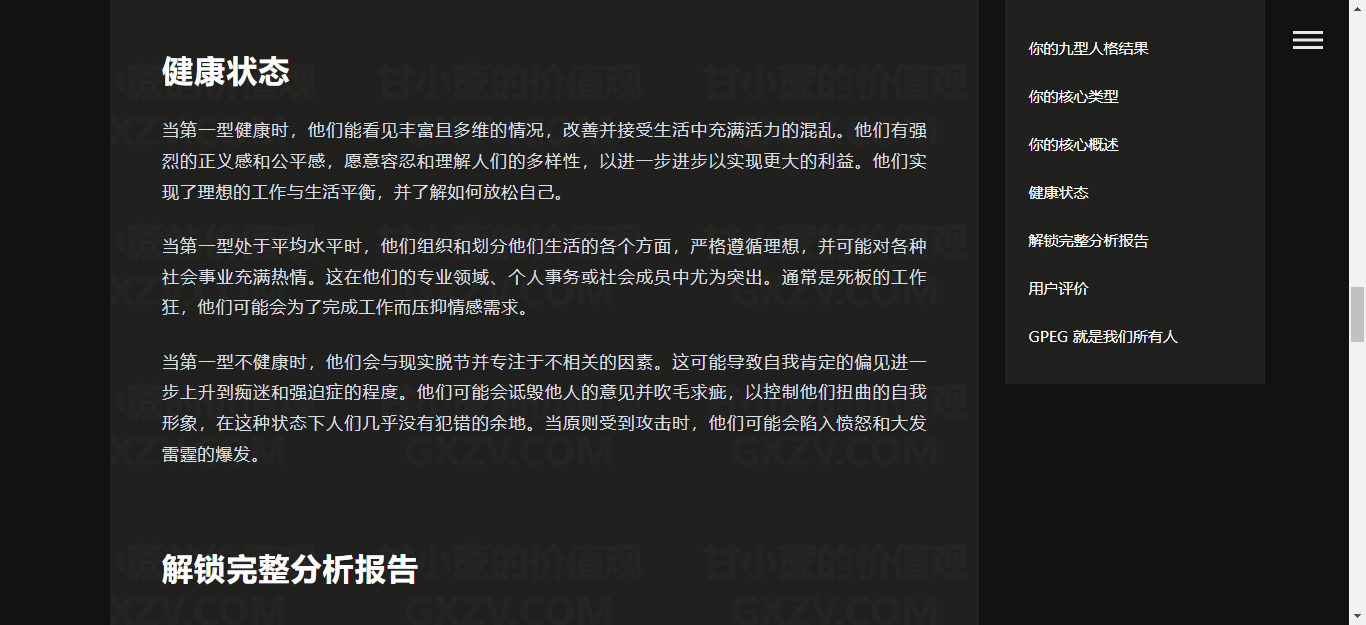 健康状态
当第一型健康时，他们能看见丰富且多维的情况，改善并接受生活中充满活力的混乱。他们有强
烈的正义感和公平感，愿意容忍和理解人们的多样性，以进一步进步以实现更大的利益。他们实
现了理想的工作与生活平衡，并了解如何放松自己。
当第一型处于平均水平时，他们组织和划分他们生活的各个方面，严格遵循理想，并可能对各种
社会事业充满热情。这在他们的专业领域、个人事务或社会成员中尤为突出。通常是死板的工作
狂，他们可能会为了完成工作而压抑情感需求。
当第一型不健康时，他们会与现实脱节并专注于不相关的因素。这可能导致自我肯定的偏见进一
步上升到痴迷和强迫症的程度。他们可能会诋毁他人的意见并吹毛求疵，以控制他们扭曲的自我
形象，在这种状态下人们几乎没有犯错的余地。当原则受到攻击时，他们可能会陷入愤怒和大发
雷霆的爆发。
解锁完整分析报告
你的九型人格结果
你的核心类型
你的核心概述
健康状态
解锁完整分析报告
用户评价
GPEG 就是我们所有人
甘小蔗的价值观
GXZV.COM